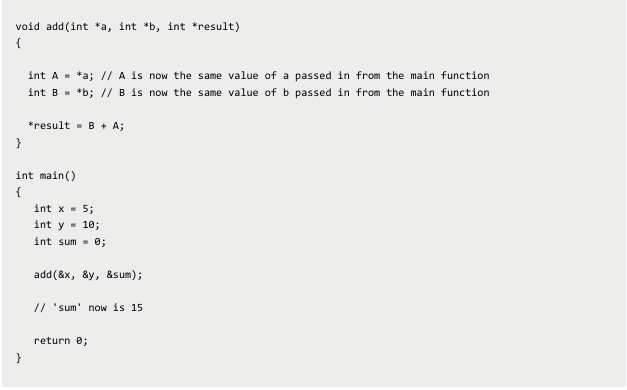 void add(int *a, int *b, int *result)
{
int A = *a; // A is now the same value of a passed in from the main function
int B = *b; // B is now the same value of b passed in from the main function
*result = B + A;
}
int main()
{
int x = 5;
int y = 10;
int sum = 0;
add(&x, &y, &sum);
// 'sum' now is 15
return 0;
}